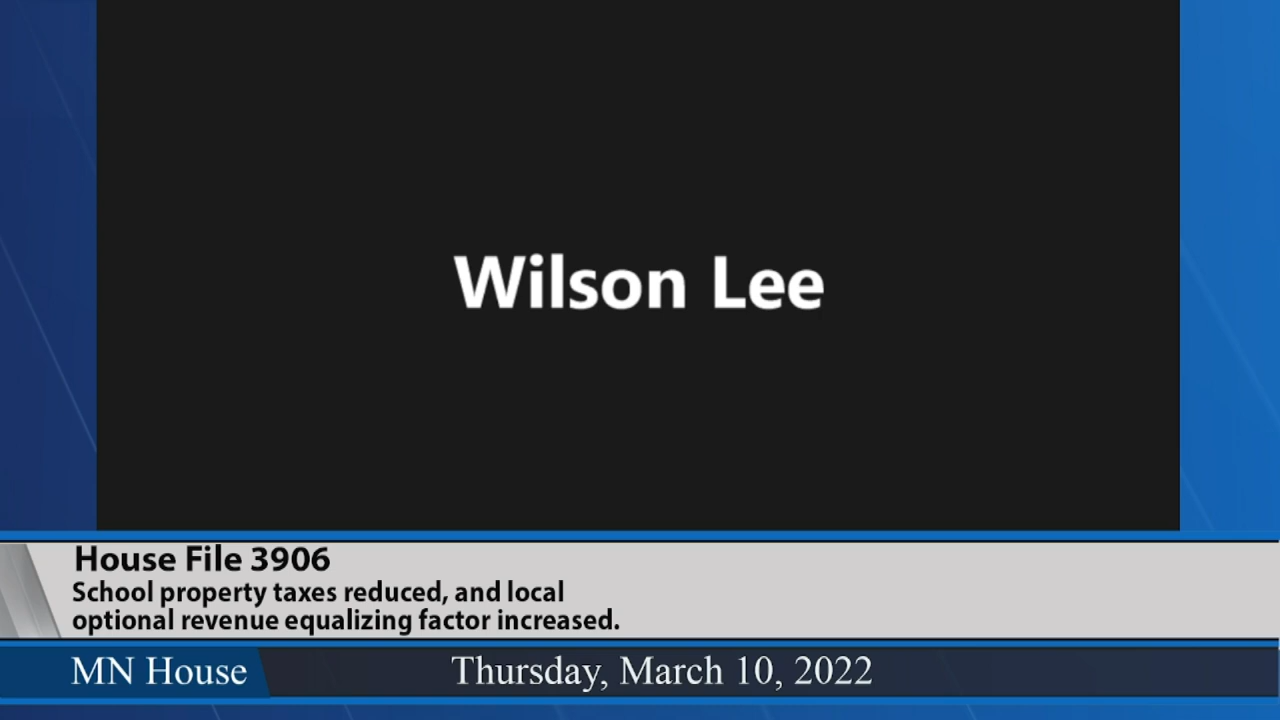 Wilson Lee
House File 3906
School property taxes reduced, and local
optional revenue equalizing factor increased.
MN House
Thursday, March 10, 2022